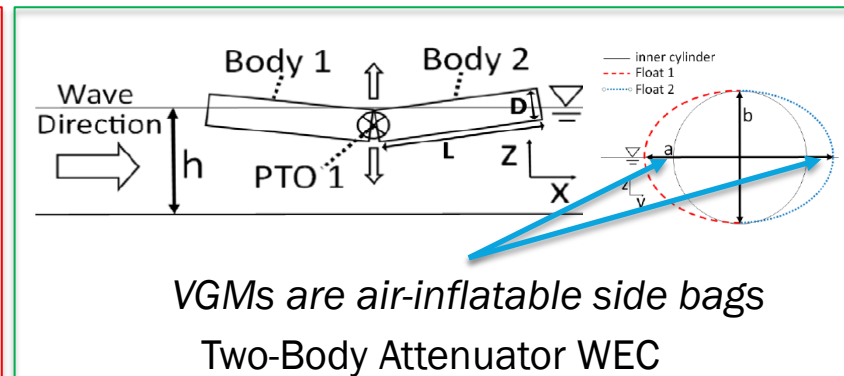 Body 1
Body 2
Wave
Direction
h
PTO 1
D
L
Z
X
inner cylinder
Float 1
Float 2
b
a
z
y
VGMs are air-inflatable side bags
Two-Body Attenuator WEC